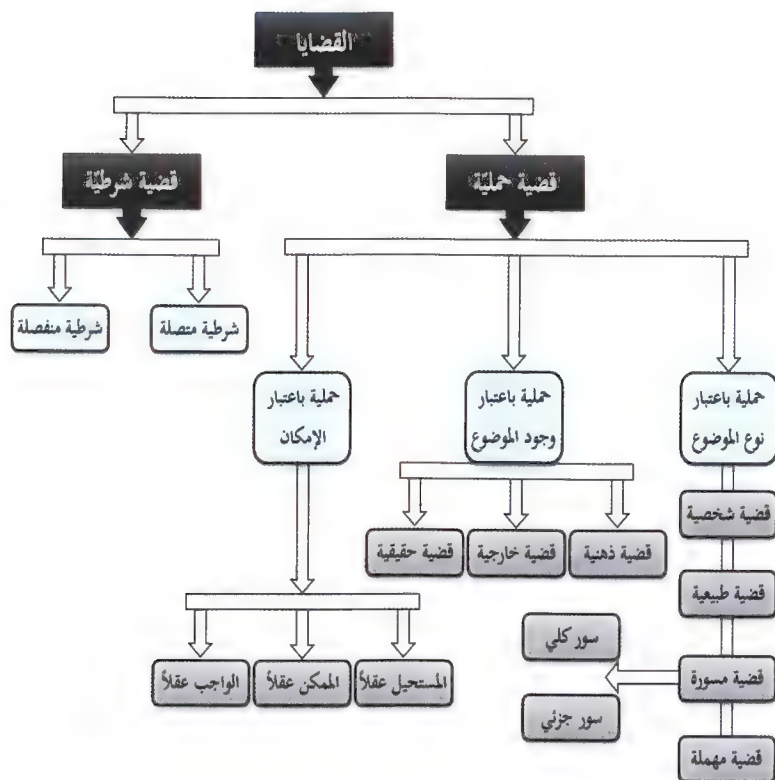 القضايا
قضية حملية
قضية شرطية
شرطية متصلة
شرطية منفصلة
حملية باعتبار
نوع الموضوع
حملية باعتبار
وجود الموضوع
حملية باعتبار
الإمكان
قضية شخصية
قضية طبيعية
قضية مسورة
سور كلي
سور جزئي
قضية مهملة
قضية ذهنية
قضية خارجية
قضية حقيقية
المستحيل عقلاً
الممكن عقلاً
الواجب عقلاً